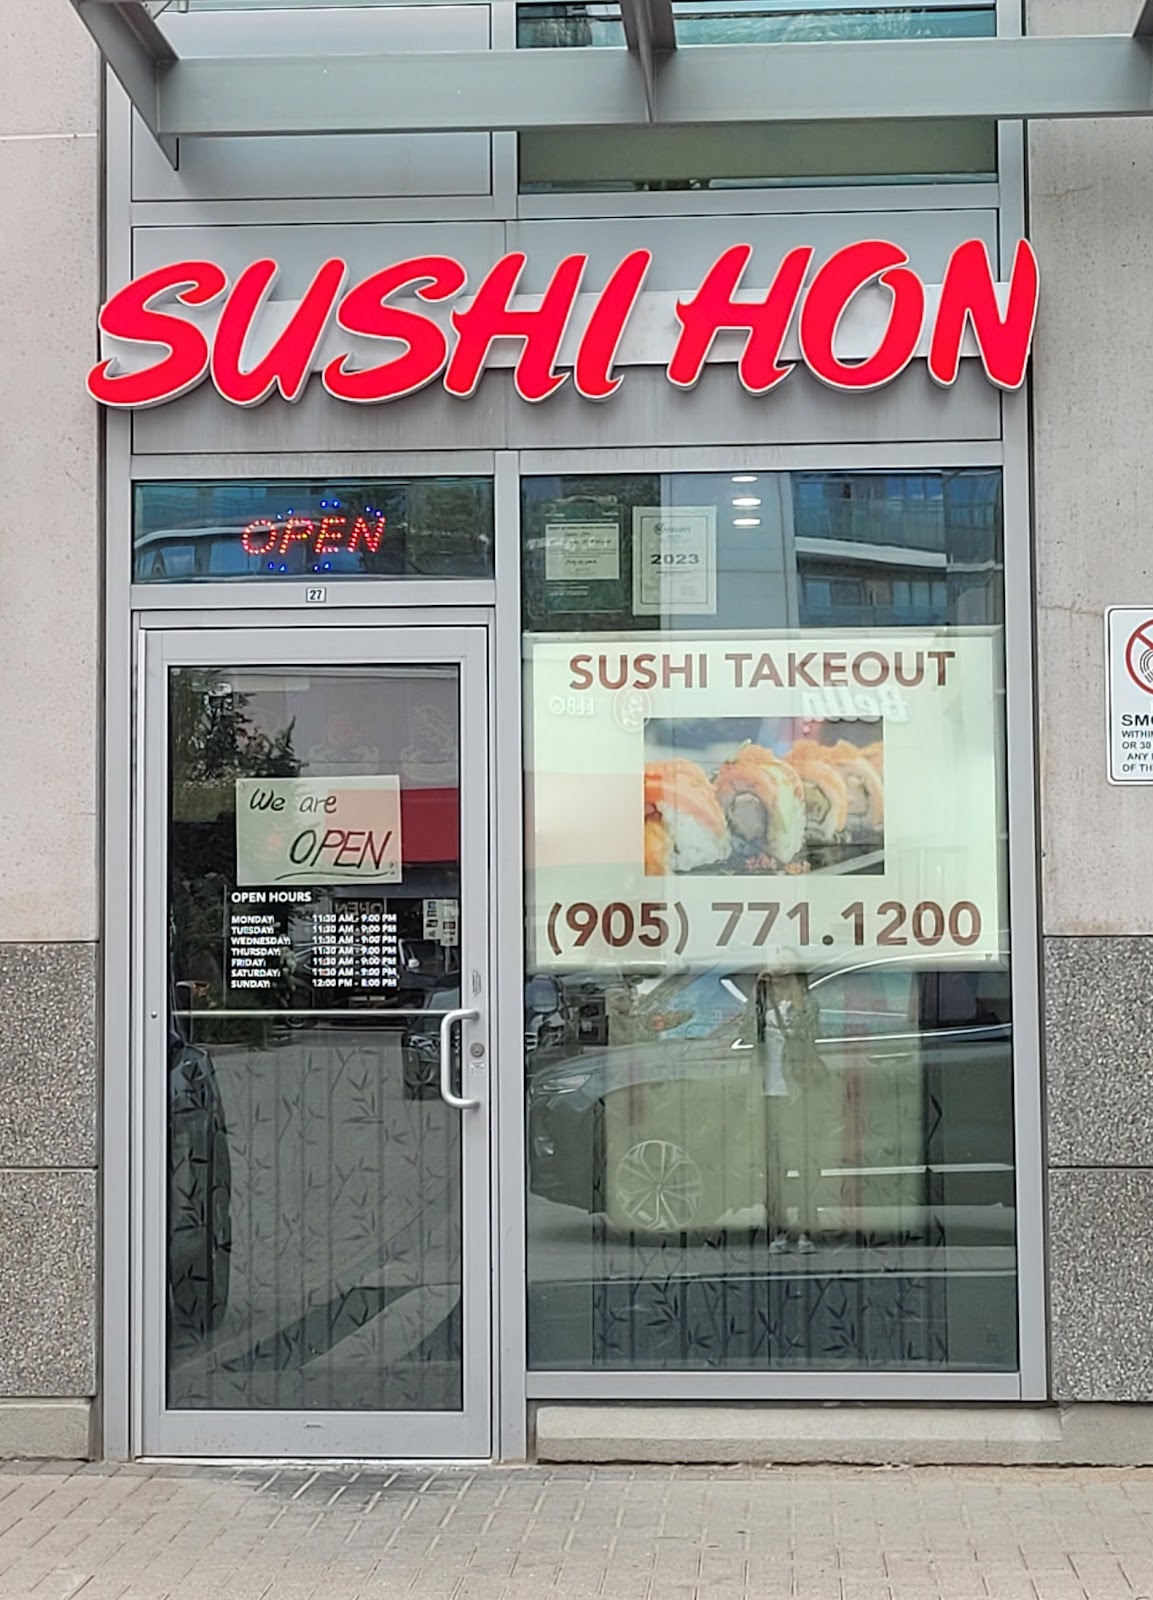 SUSHI HON
OPEN
27
2023
SUSHI TAKEOUT
(905) 771.1200
We are
OPEN
OPEN HOURS
MONDAY: 11:30 AM - 9:00 PM
TUESDAY: 11:30 AM - 9:00 PM
WEDNESDAY: 11:30 AM - 9:00 PM
THURSDAY: 11:30 AM - 9:00 PM
FRIDAY: 11:30 AM - 9:00 PM
SATURDAY: 11:30 AM - 9:00 PM
SUNDAY: 12:00 PM - 8:00 PM
OR 30
ANY